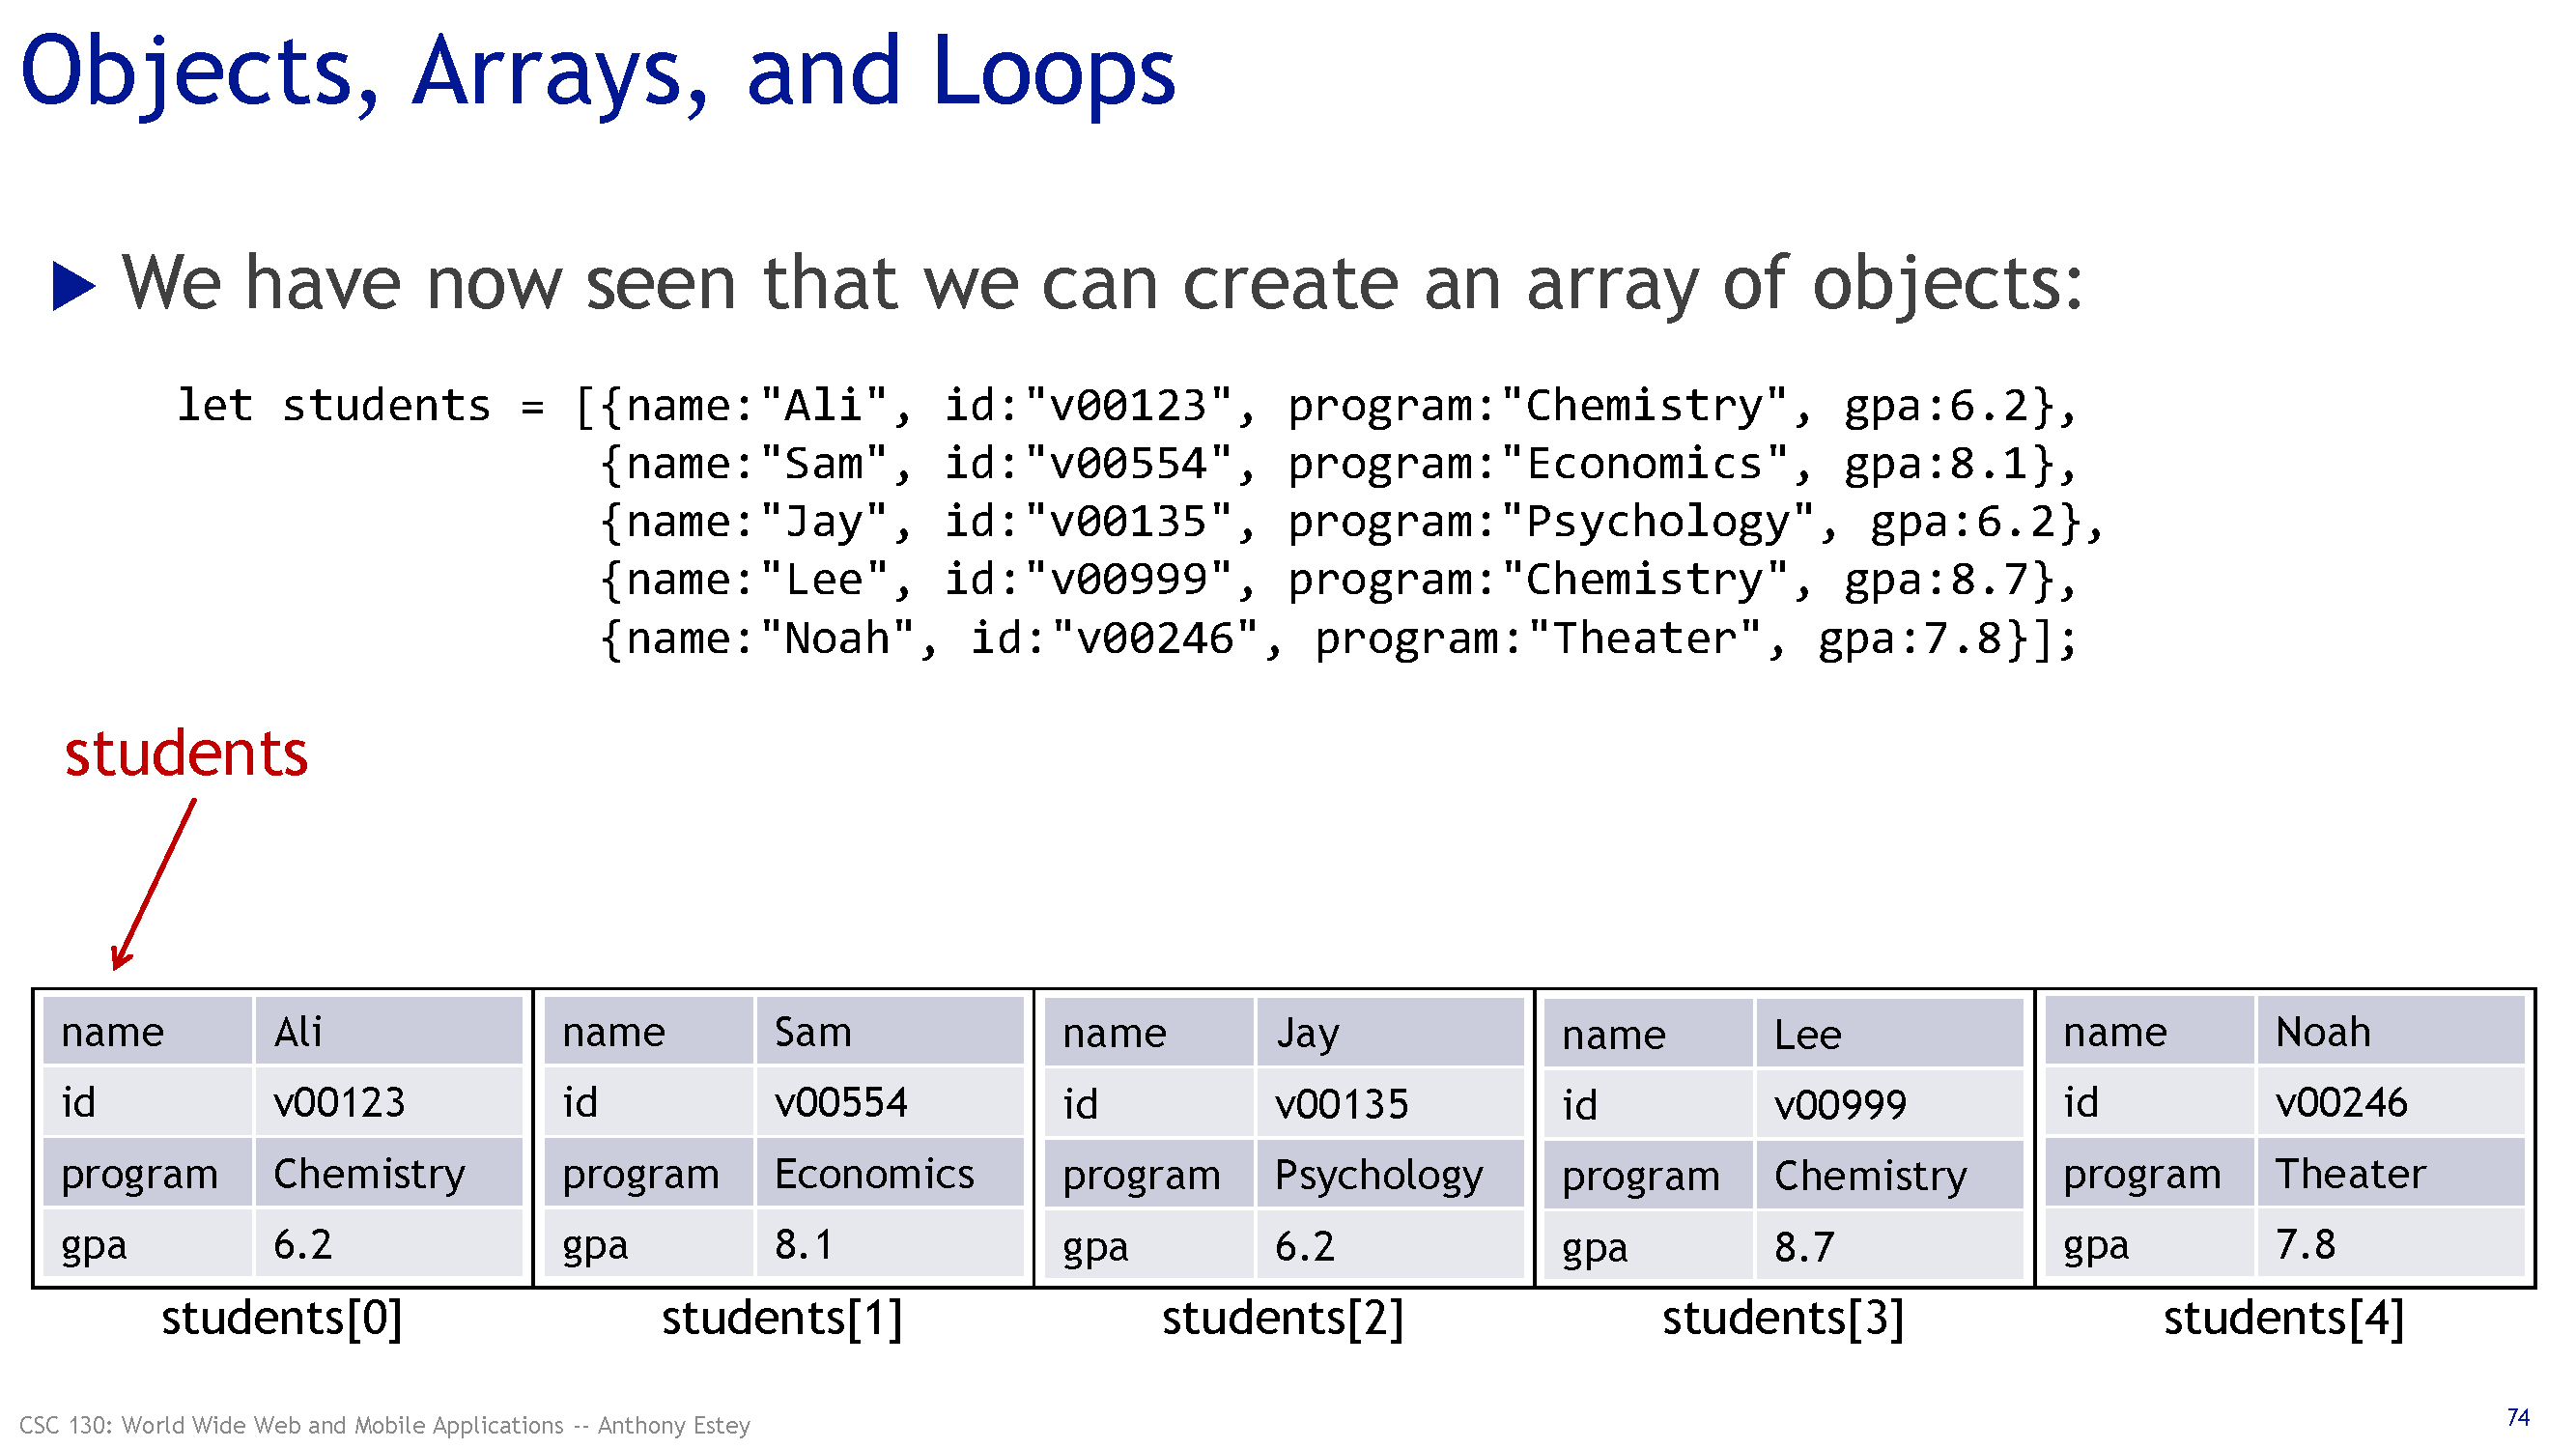 Objects, Arrays, and Loops
We have now seen that we can create an array of objects:
let students = [{name:"Ali", id:"v00123", program:"Chemistry", gpa:6.2},
{name:"Sam", id:"v00554", program:"Economics", gpa:8.1},
{name:"Jay", id:"v00135", program:"Psychology", gpa:6.2},
{name:"Lee", id:"v00999", program:"Chemistry", gpa:8.7},
{name:"Noah", id:"v00246", program:"Theater", gpa:7.8}];
students
name Ali name Sam name Jay name Lee name Noah
id v00123 id v00554 id v00135 id v00999 id v00246
program Chemistry program Economics program Psychology program Chemistry program Theater
gpa 6.2 gpa 8.1 gpa 6.2 gpa 8.7 gpa 7.8
students[0] students[1] students[2] students[3] students[4]
CSC 130: World Wide Web and Mobile Applications -- Anthony Estey
74